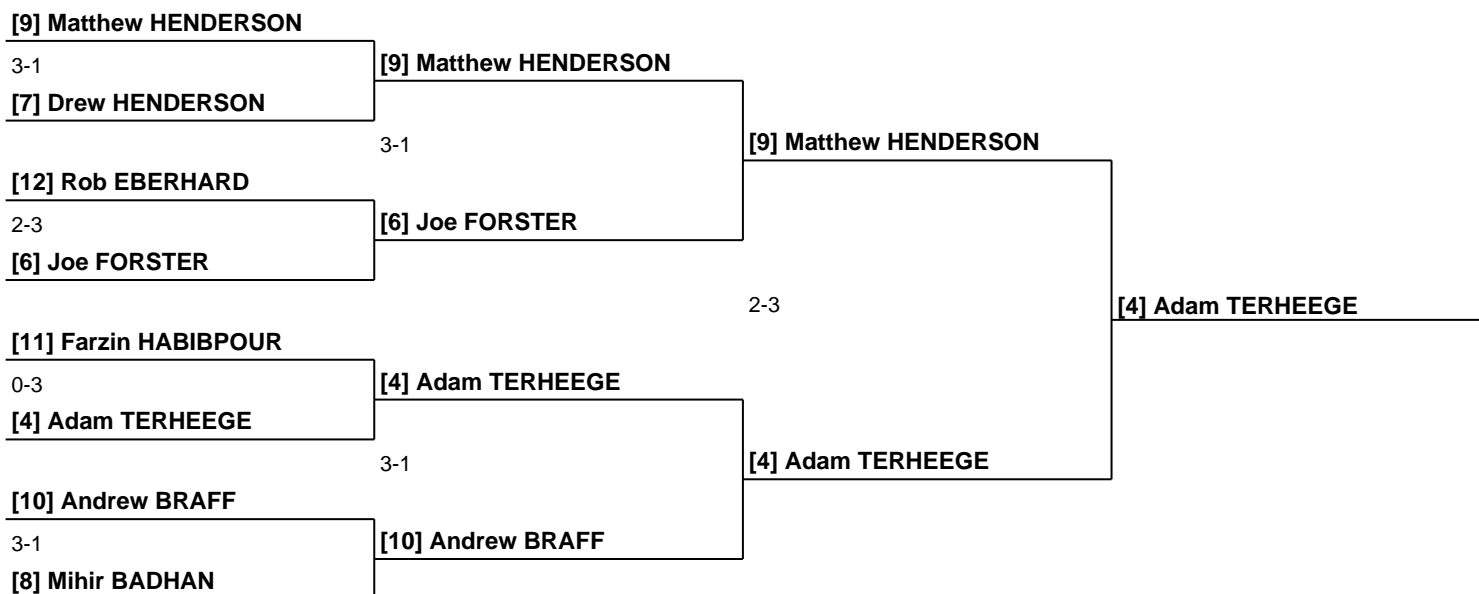 [9] Matthew HENDERSON
3-1
[7] Drew HENDERSON
[12] Rob EBERHARD
2-3
[6] Joe FORSTER
[11] Farzin HABIBPOUR
0-3
[4] Adam TERHEEGE
[10] Andrew BRAFF
3-1
[8] Mihir BADHAN
[9] Matthew HENDERSON
3-1
[6] Joe FORSTER
[4] Adam TERHEEGE
3-1
[10] Andrew BRAFF
[9] Matthew HENDERSON
2-3
[4] Adam TERHEEGE
[4] Adam TERHEEGE